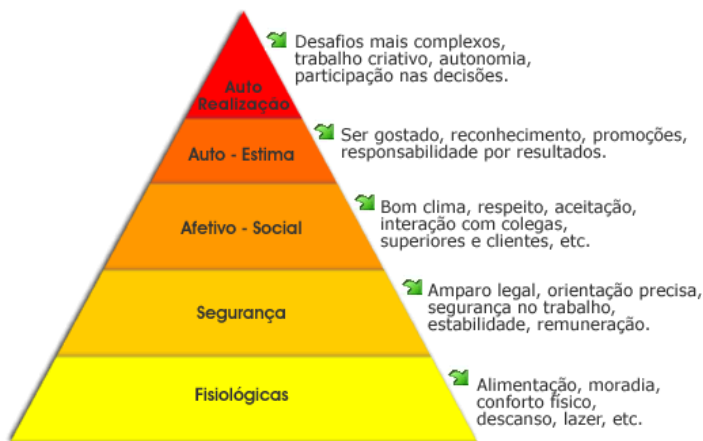 Auto
Realização
Desafios mais complexos,
trabalho criativo, autonomia,
participação nas decisões.
Auto - Estima
Ser gostado, reconhecimento, promoções,
responsabilidade por resultados.
Afetivo - Social
Bom clima, respeito, aceitação,
interação com colegas,
superiores e clientes, etc.
Segurança
Amparo legal, orientação precisa,
segurança no trabalho,
estabilidade, remuneração.
Fisiológicas
Alimentação, moradia,
conforto físico,
descanso, lazer, etc.